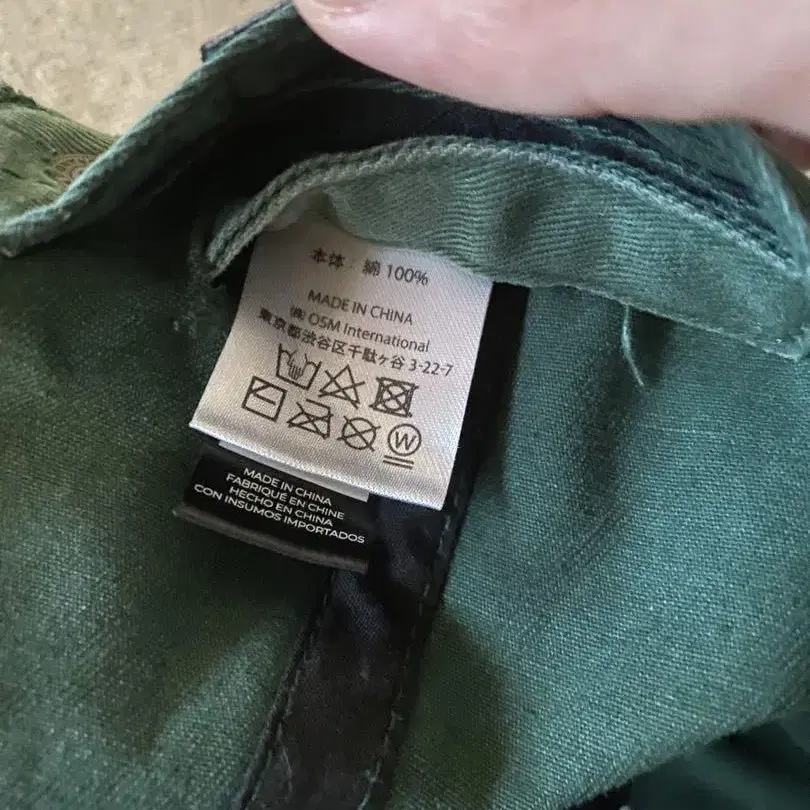 本体：綿 100%
MADE IN CHINA
㈱ OSM International
東京都渋谷区千駄ヶ谷 3-22-7
W
MADE IN CHINA
FABRIQUÉ EN CHINE
HECHO EN CHINA
CON INSUMOS IMPORTADOS